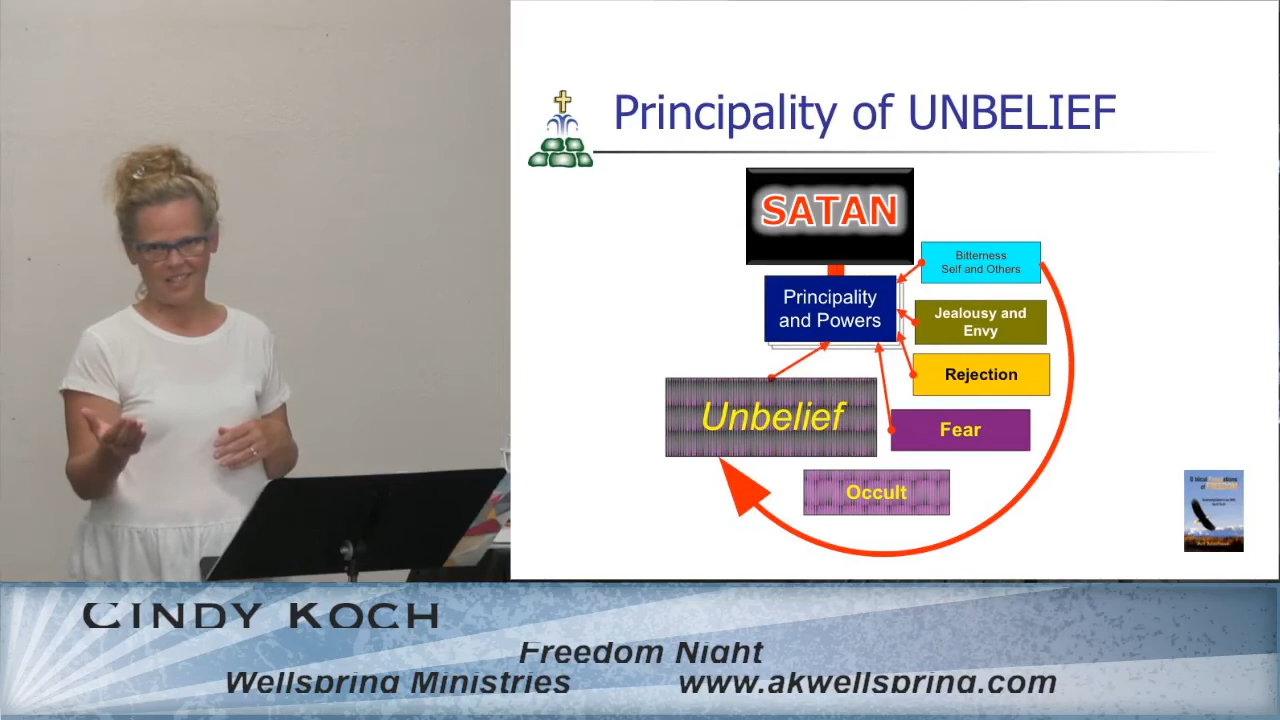 Principality of UNBELIEF
SATAN
Bitterness
Self and Others
Principality
and Powers
Jealousy and
Envy
Rejection
Unbelief
Fear
Occult
CINDY KOCH
Freedom Night
Wellspring Ministries
www.akwellspring.com